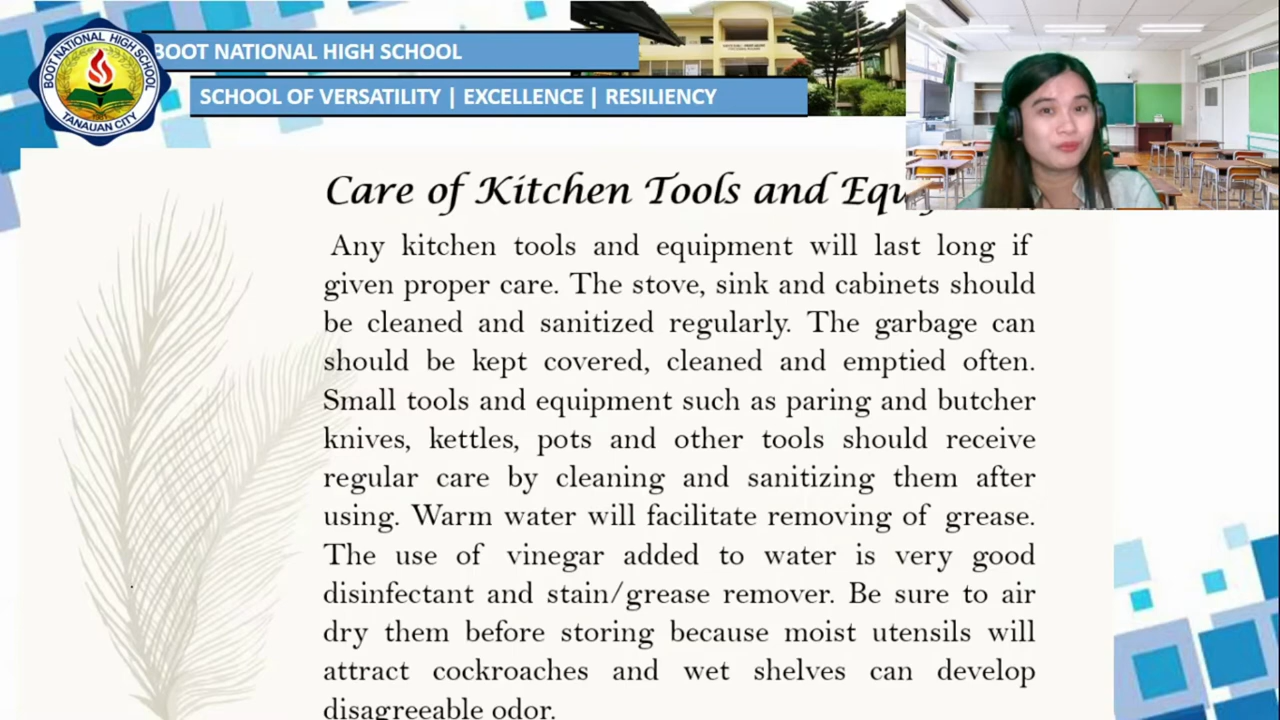 BOOT NATIONAL HIGH SCHOOL
TANAUAN CITY
BOOT NATIONAL HIGH SCHOOL
SCHOOL OF VERSATILITY | EXCELLENCE | RESILIENCY
Care of Kitchen Tools and
Any kitchen tools and equipment will last long if
given proper care. The stove, sink and cabinets should
be cleaned and sanitized regularly. The garbage can
should be kept covered, cleaned and emptied often.
Small tools and equipment such as paring and butcher
knives, kettles, pots and other tools should receive
regular care by cleaning and sanitizing them after
using. Warm water will facilitate removing of grease.
The use of vinegar added to water is very good
disinfectant and stain/grease remover. Be sure to air
dry them before storing because moist utensils will
attract cockroaches and wet shelves can develop
disagreeable odor.